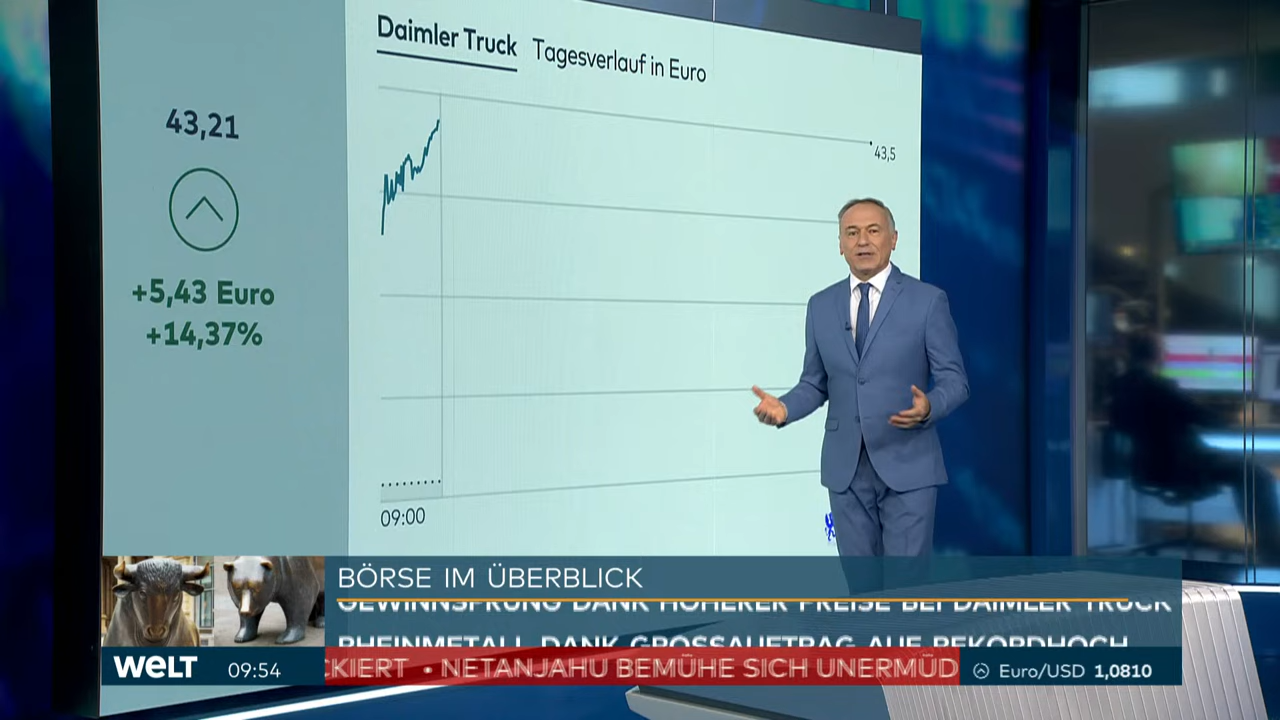 Daimler Truck Tagesverlauf in Euro
43,21
+5,43 Euro
+14,37%
43,5
09:00
BÖRSE IM ÜBERBLICK
GEWINNSPRUNG DANK HÖHERER PREISE BEI DAIMLER TRUCK
RHEINMETALL DANK GROSSAUFTRAG AUF REKORDHOCH
welt 09:54 CKIERT • NETANJAHU BEMÜHE SICH UNERMÜD Euro/USD 1,0810